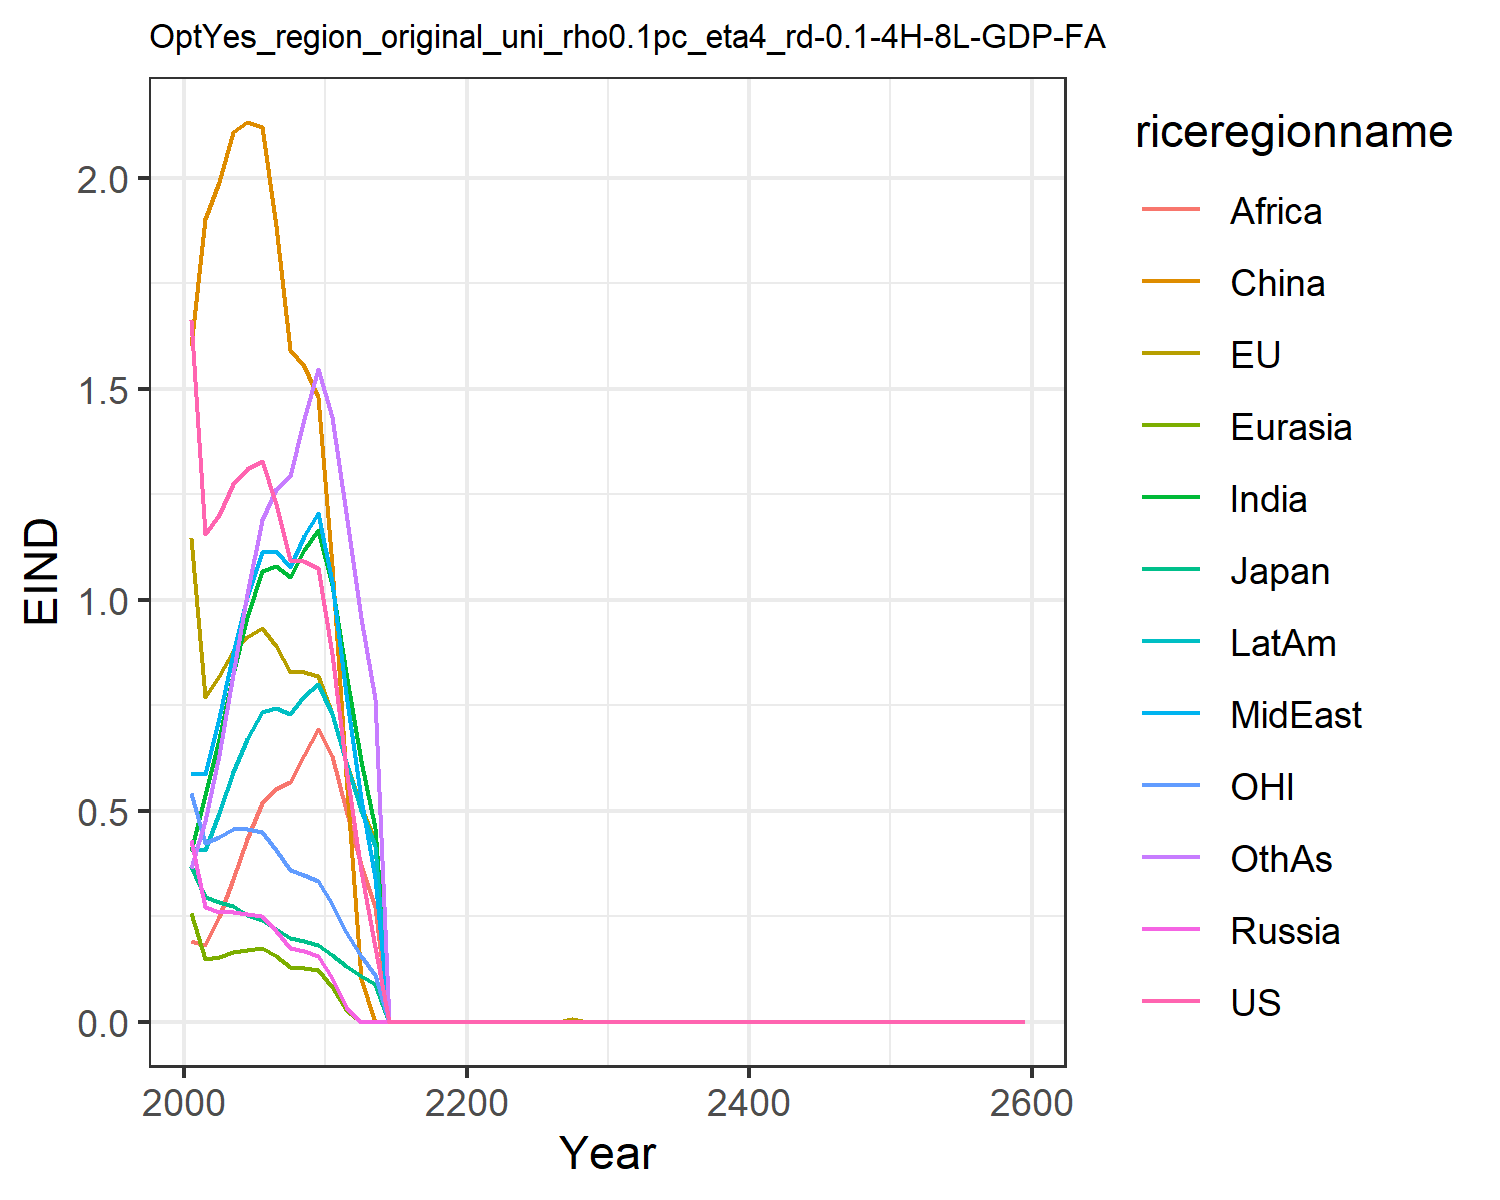 OptYes_region_original_uni_rho0.1pc_eta4_rd-0.1-4H-8L-GDP-FA
riceregionname
Africa
China
EU
Eurasia
India
Japan
LatAm
MidEast
OHI
OthAs
Russia
US
EIND
2.0
1.5
1.0
0.5
0.0
2000
2200
2400
2600
Year